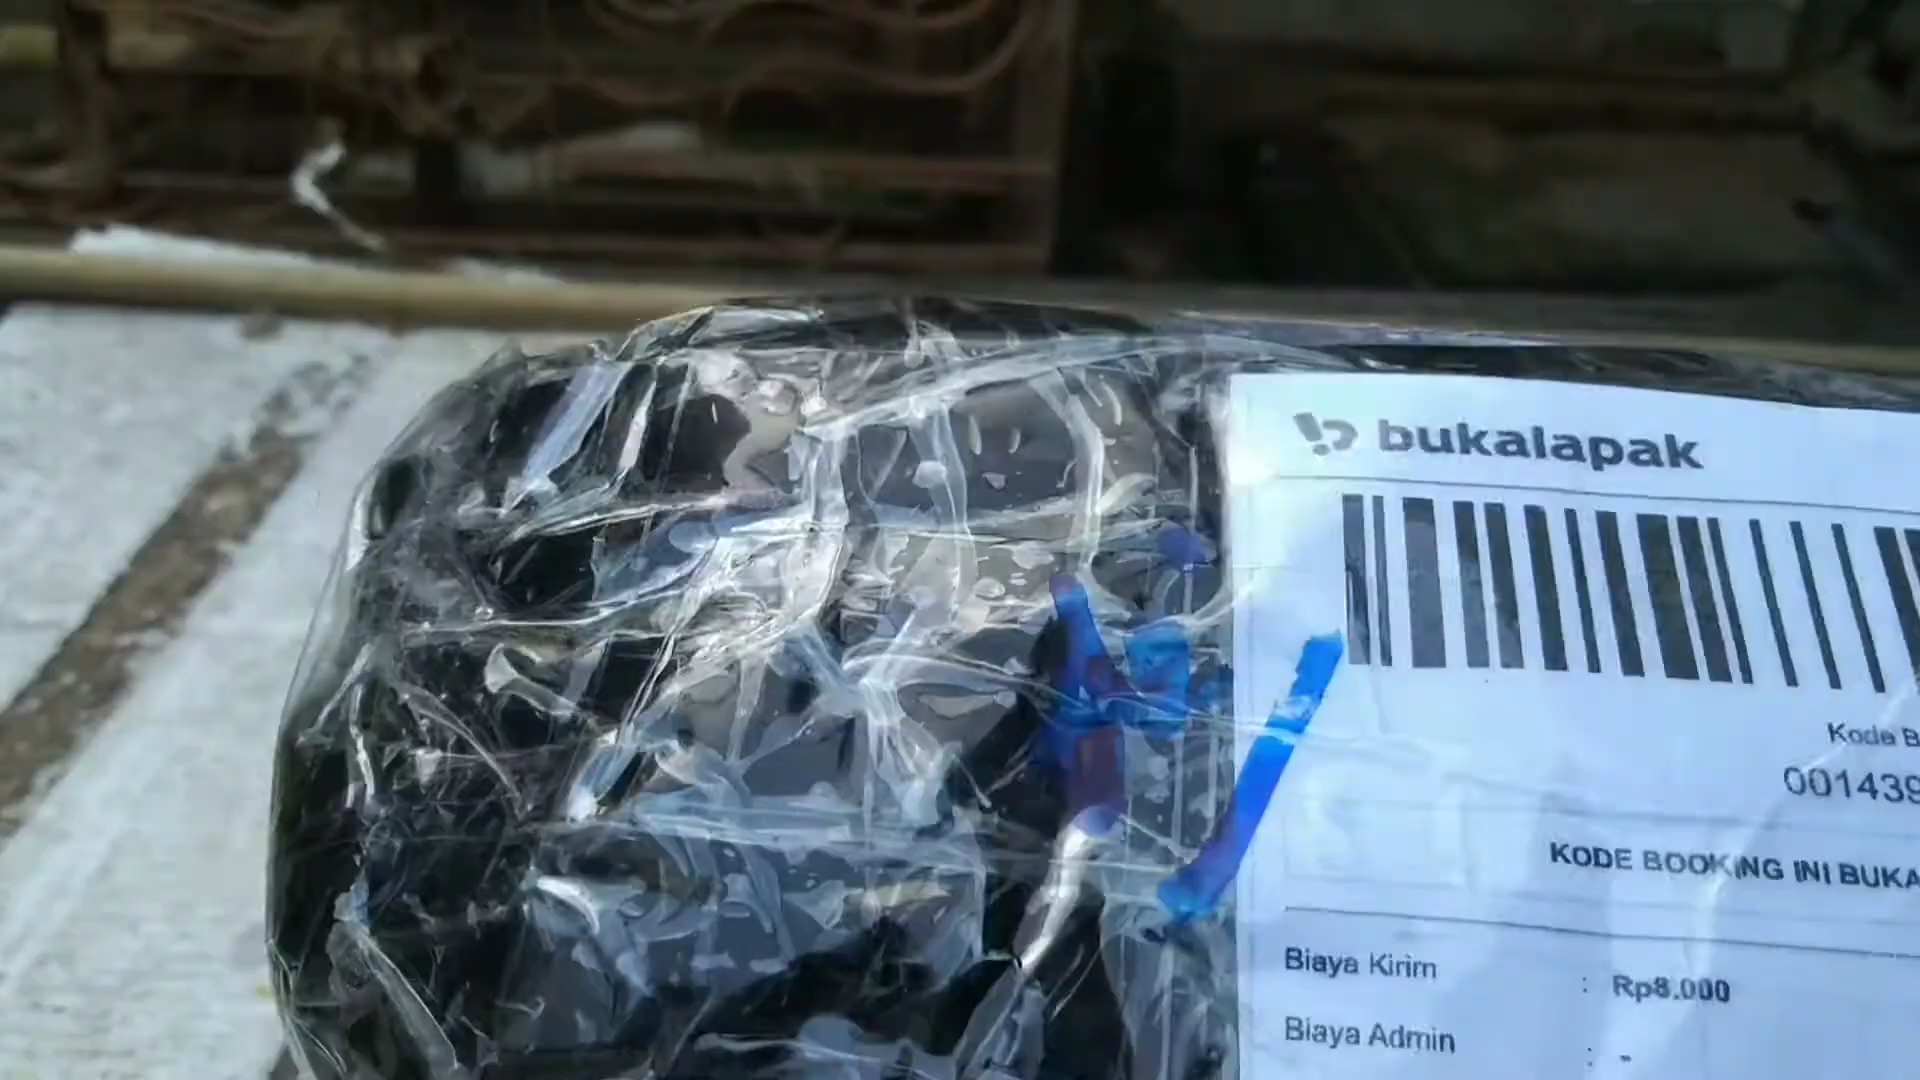 bukalapak
Kode B
001439
KODE BOOKING INI BUKA
Biaya Kirim : Rp8.000
Biaya Admin : -